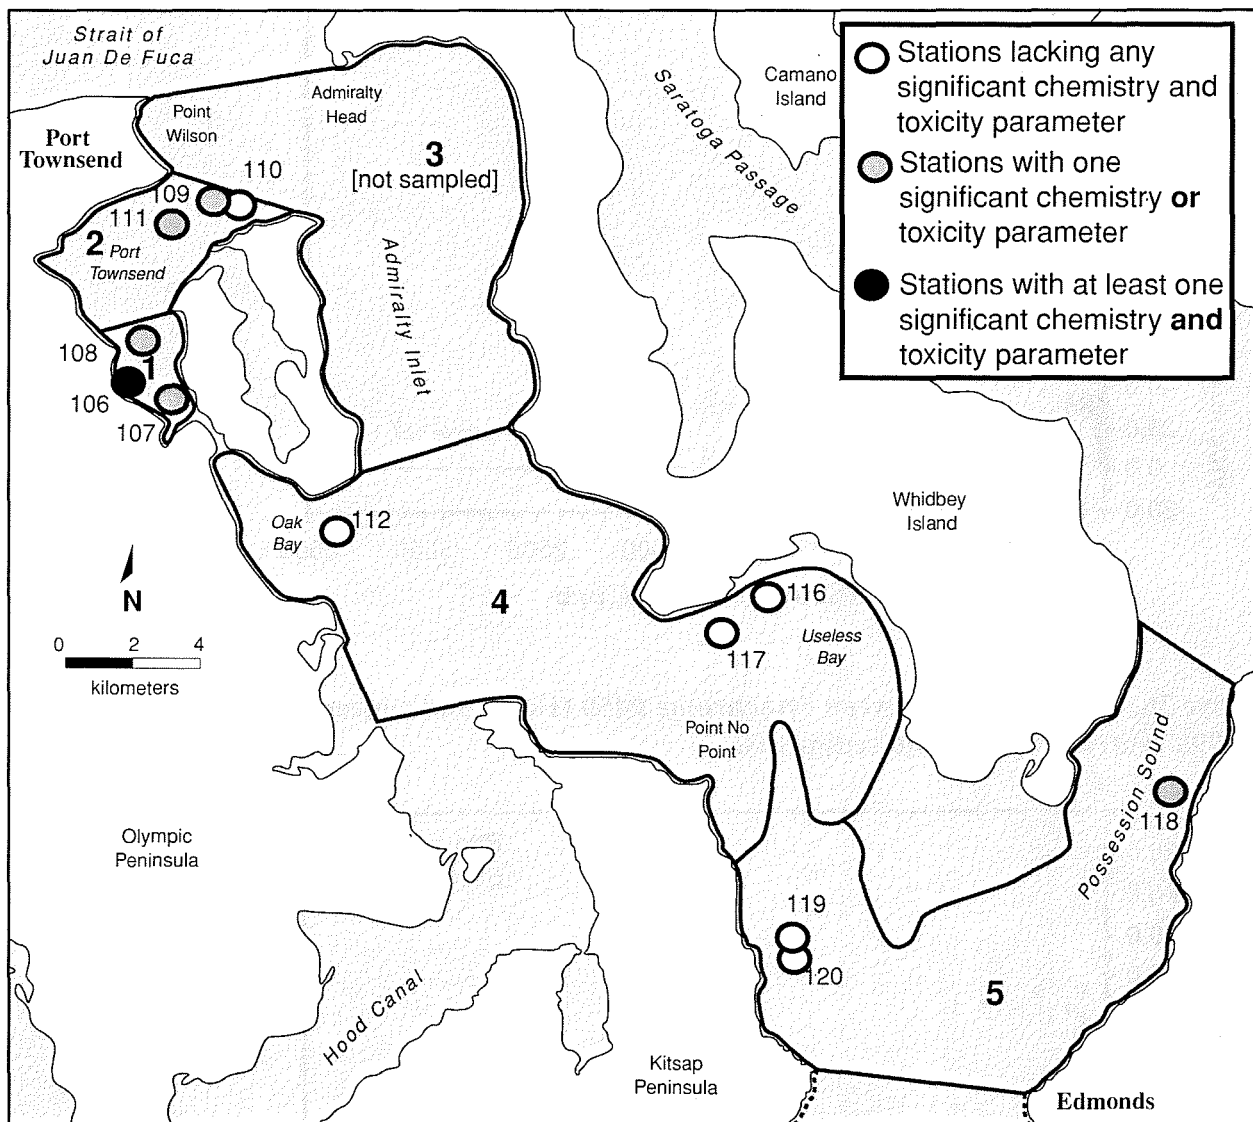 Strait of
Juan De Fuca
Port
Townsend
Point
Wilson
Admiralty
Head
3
[not sampled]
Saratoga Passage
Camano
Island
Stations lacking any
significant chemistry and
toxicity parameter
Stations with one
significant chemistry or
toxicity parameter
Stations with at least one
significant chemistry and
toxicity parameter
110
109
111
2
Port
Townsend
Admiralty Inlet
108
1
106
107
Oak
Bay
112
Whidbey
Island
N
0 2 4
kilometers
4
116
117
Useless
Bay
Point No
Point
Possession Sound
118
Olympic
Peninsula
119
120
5
Hood Canal
Kitsap
Peninsula
Edmonds